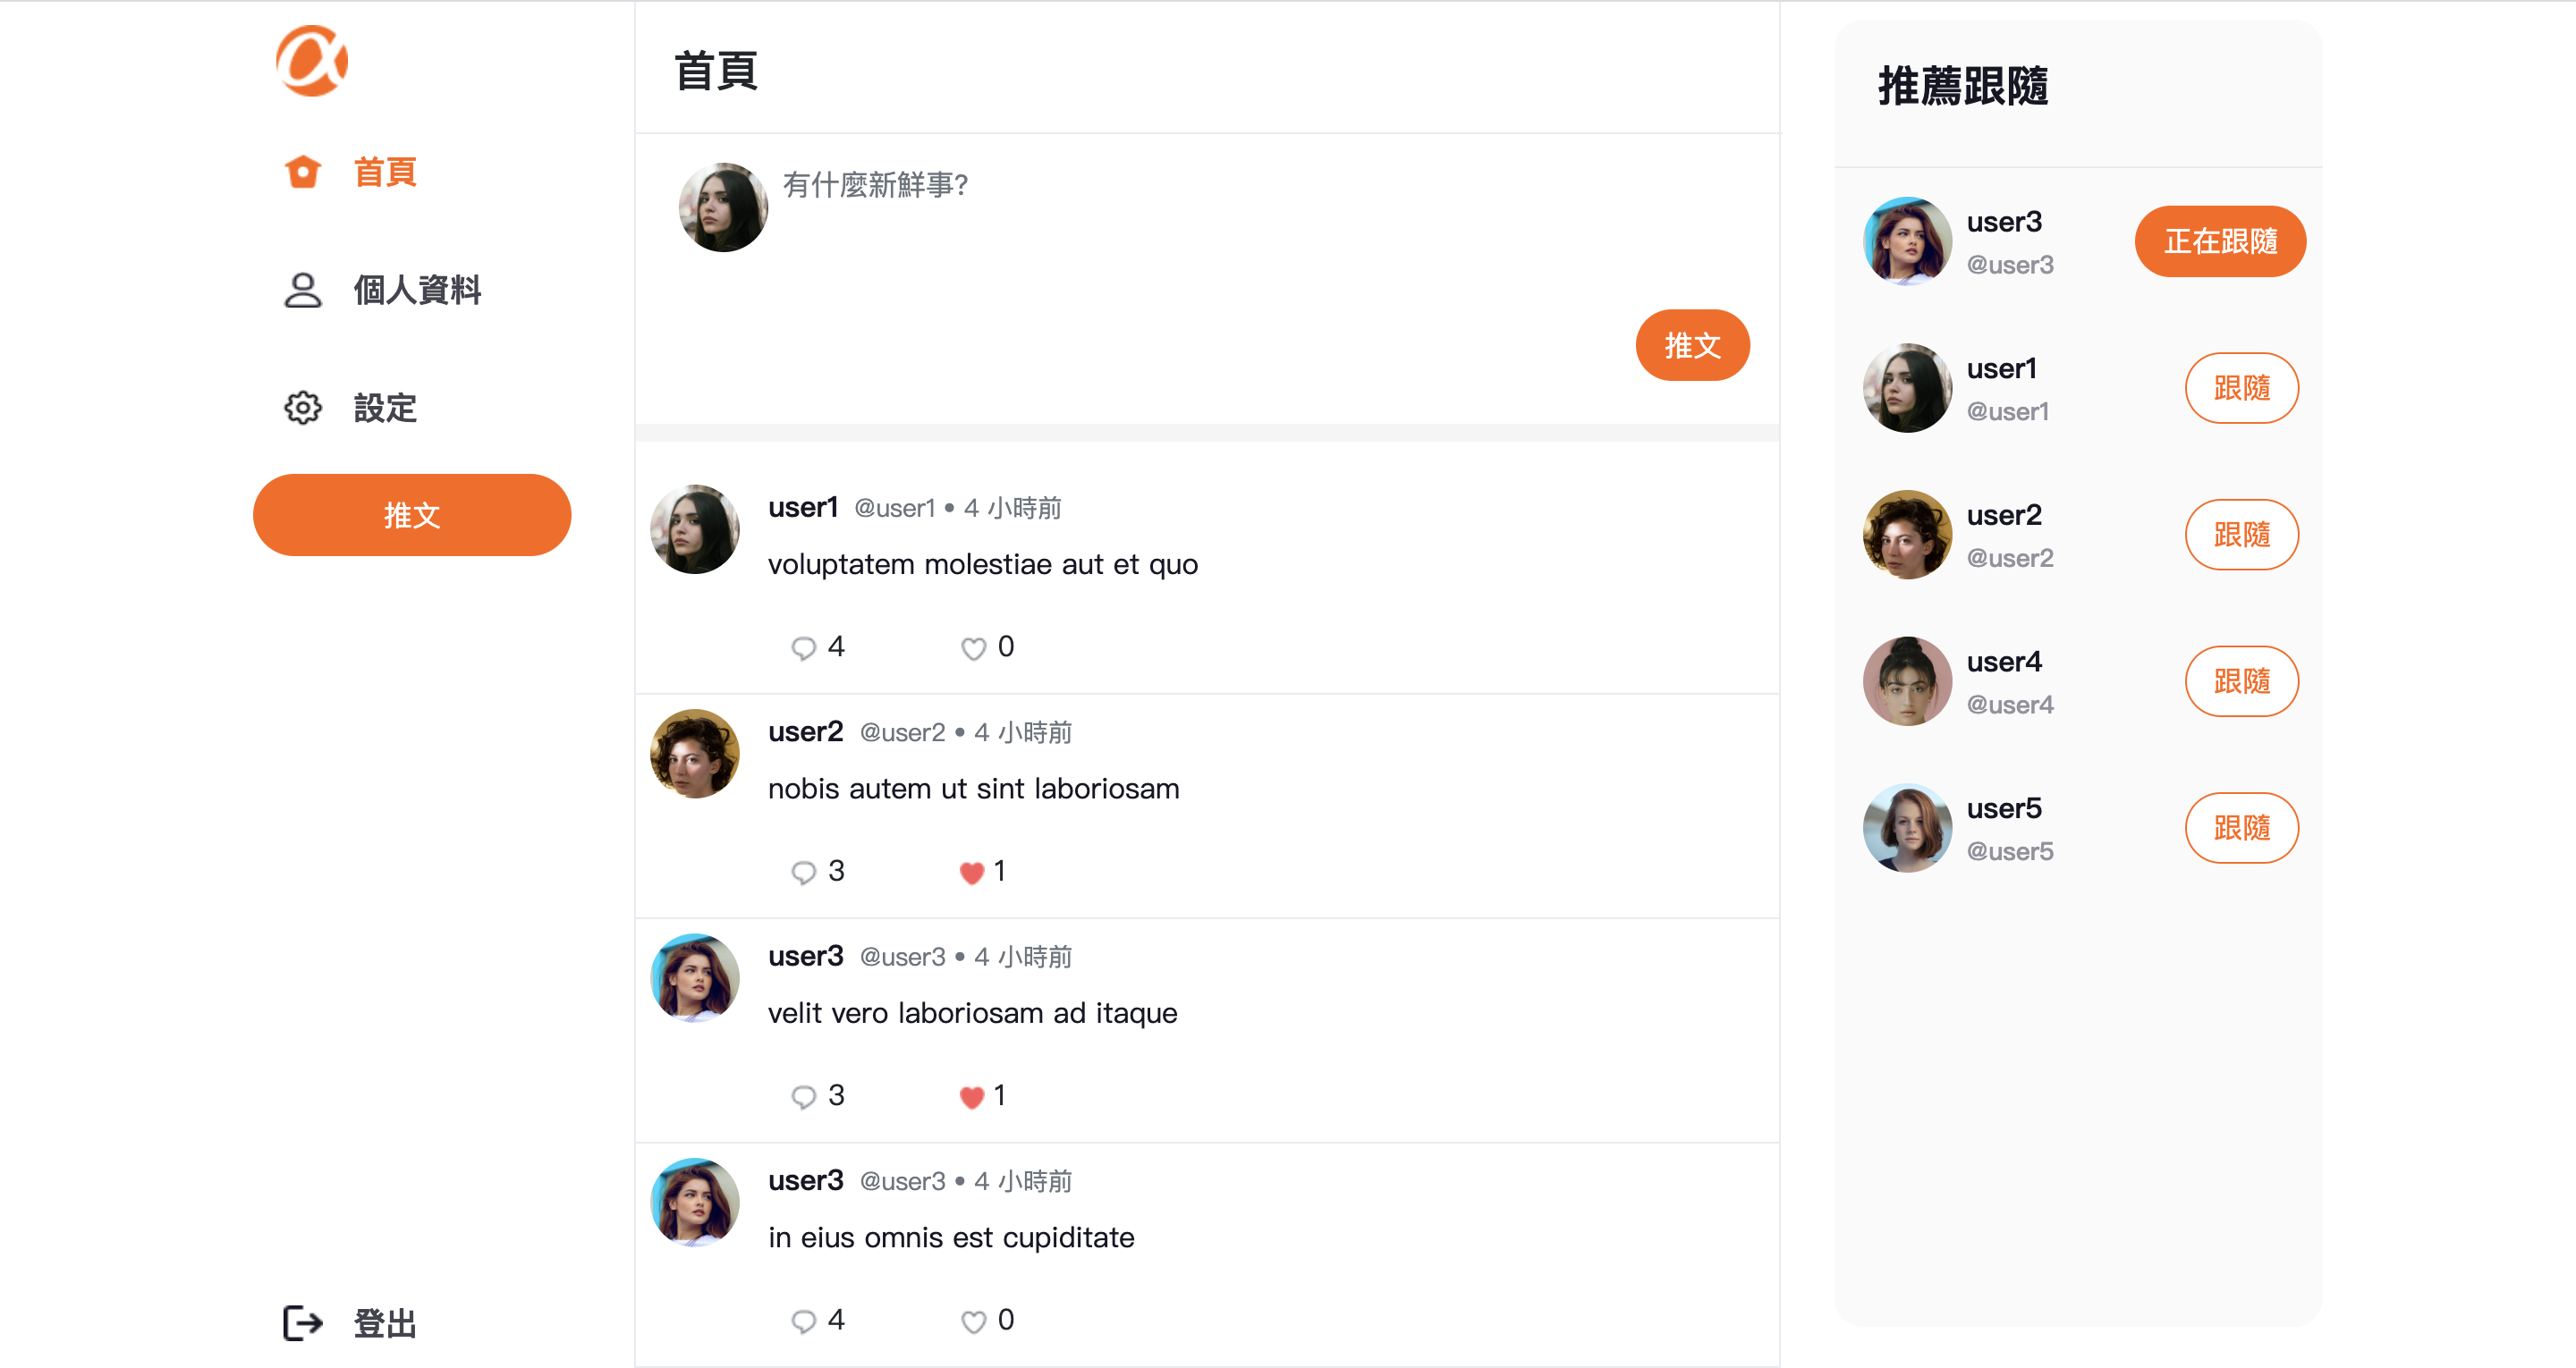 首頁
個人資料
設定
推文
登出
首頁
有什麼新鮮事?
推文
user1 @user1 • 4 小時前
voluptatem molestiae aut et quo
4 0
user2 @user2 • 4 小時前
nobis autem ut sint laboriosam
3 1
user3 @user3 • 4 小時前
velit vero laboriosam ad itaque
3 1
user3 @user3 • 4 小時前
in eius omnis est cupiditate
4 0
推薦跟隨
user3
@user3
正在跟隨
user1
@user1
跟隨
user2
@user2
跟隨
user4
@user4
跟隨
user5
@user5
跟隨